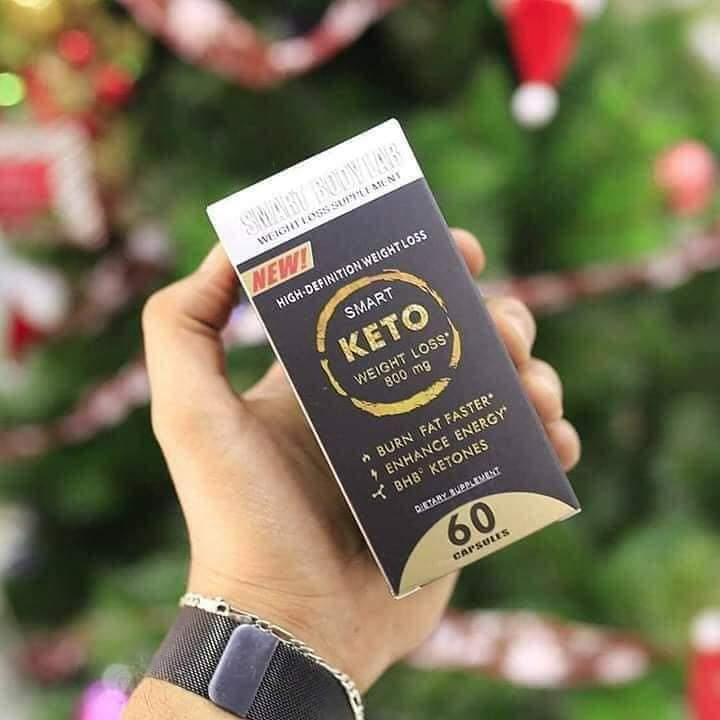 SMART BODY LAB
WEIGHT LOSS SUPPLEMENT
NEW!
HIGH-DEFINITION WEIGHT LOSS
SMART
KETO
WEIGHT LOSS*
800 mg
BURN FAT FASTER*
ENHANCE ENERGY*
BHB° KETONES
DIETARY SUPPLEMENT
60
CAPSULES